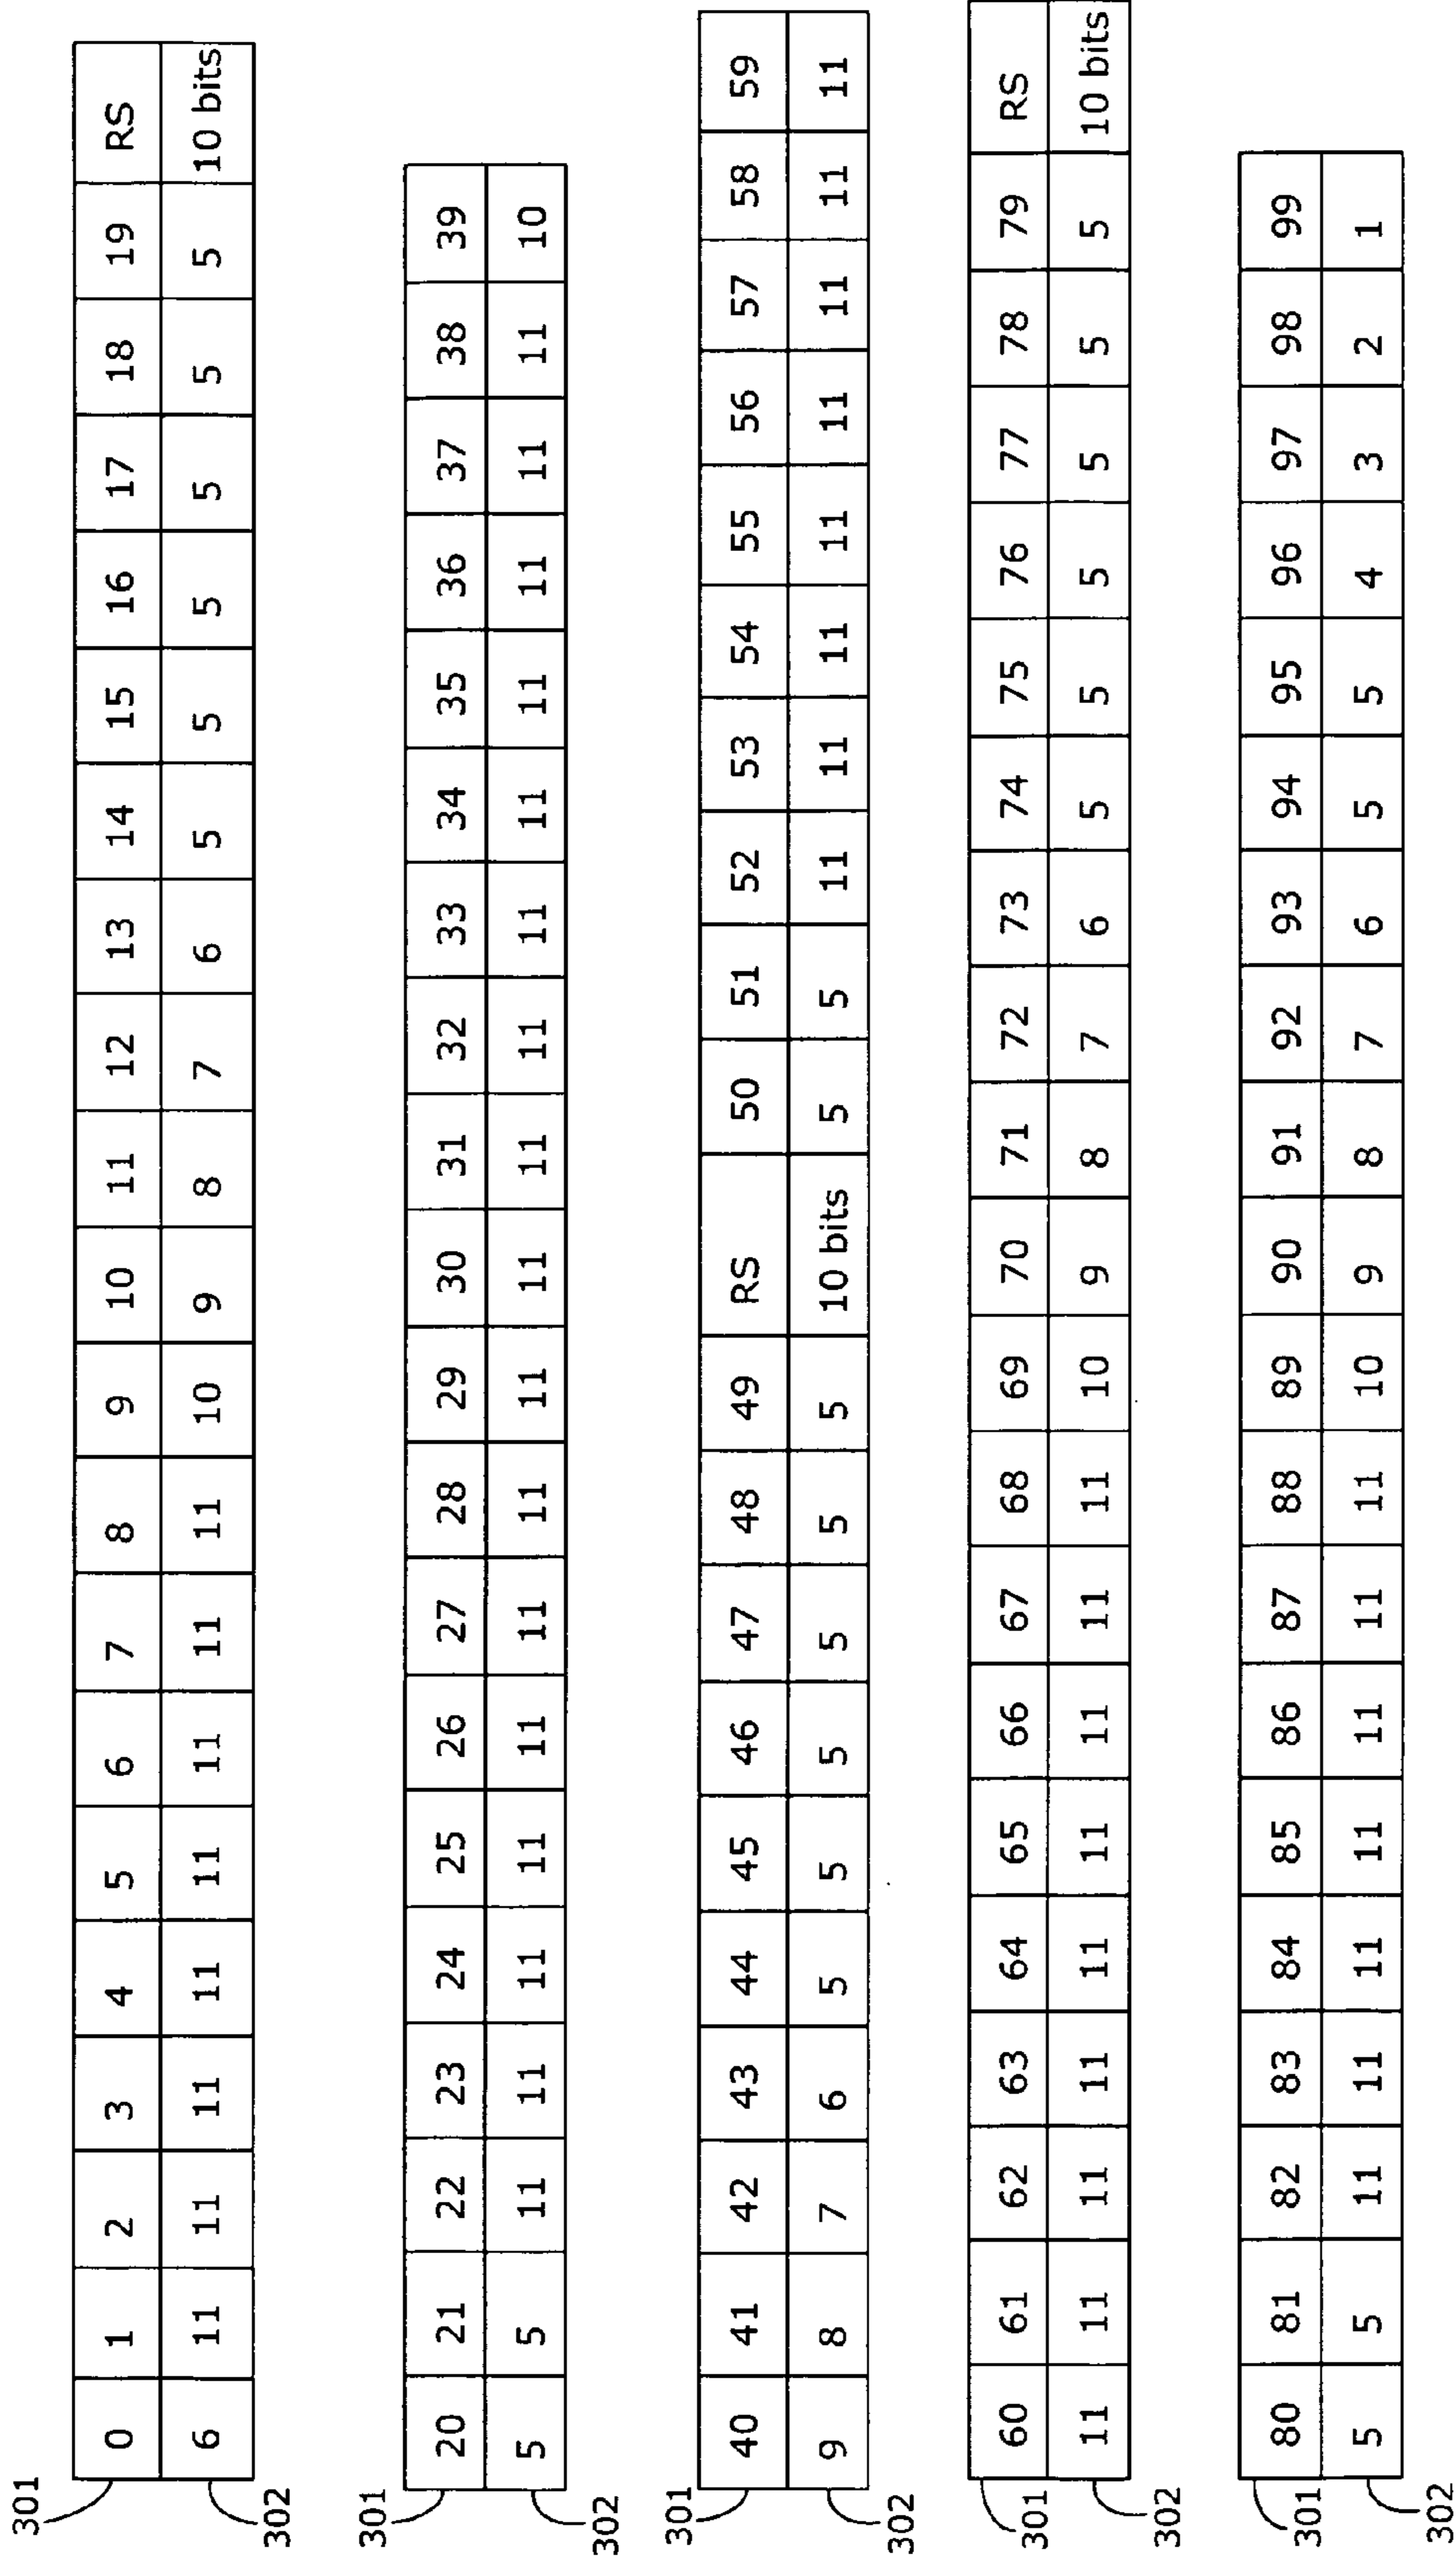 301 0 1 2 3 4 5 6 7 8 9 10 11 12 13 14 15 16 17 18 19 RS
302 6 11 11 11 11 11 11 11 11 10 9 8 7 6 5 5 5 5 5 5 10 bits
301 20 21 22 23 24 25 26 27 28 29 30 31 32 33 34 35 36 37 38 39
302 5 5 11 11 11 11 11 11 11 11 11 11 11 11 11 11 11 11 11 10
301 40 41 42 43 44 45 46 47 48 49 RS 50 51 52 53 54 55 56 57 58 59
302 9 8 7 6 5 5 5 5 5 5 10 bits 5 5 11 11 11 11 11 11 11 11
301 60 61 62 63 64 65 66 67 68 69 70 71 72 73 74 75 76 77 78 79 RS
302 11 11 11 11 11 11 11 11 11 10 9 8 7 6 5 5 5 5 5 5 10 bits
301 80 81 82 83 84 85 86 87 88 89 90 91 92 93 94 95 96 97 98 99
302 5 5 11 11 11 11 11 11 11 10 9 8 7 6 5 5 4 3 2 1